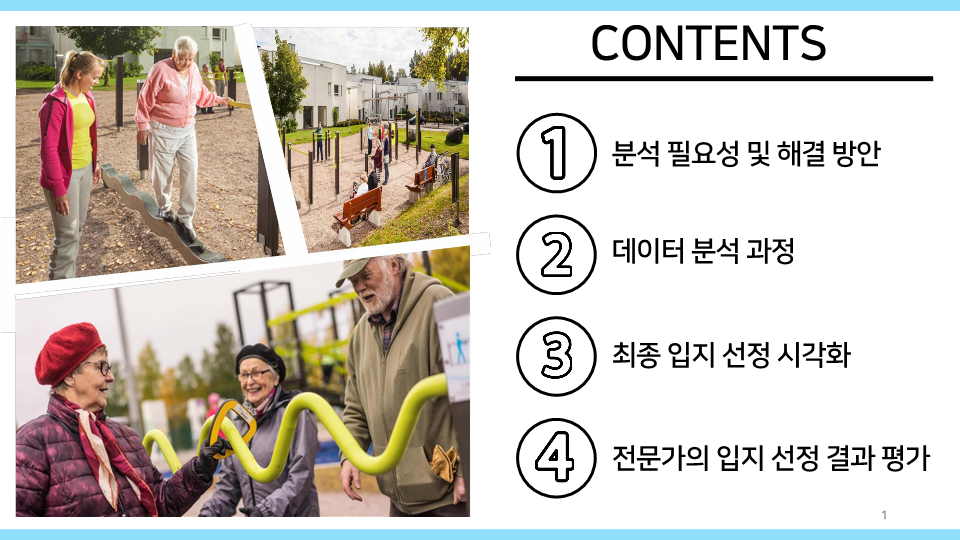 CONTENTS
1 분석 필요성 및 해결 방안
2 데이터 분석 과정
3 최종 입지 선정 시각화
4 전문가의 입지 선정 결과 평가
1